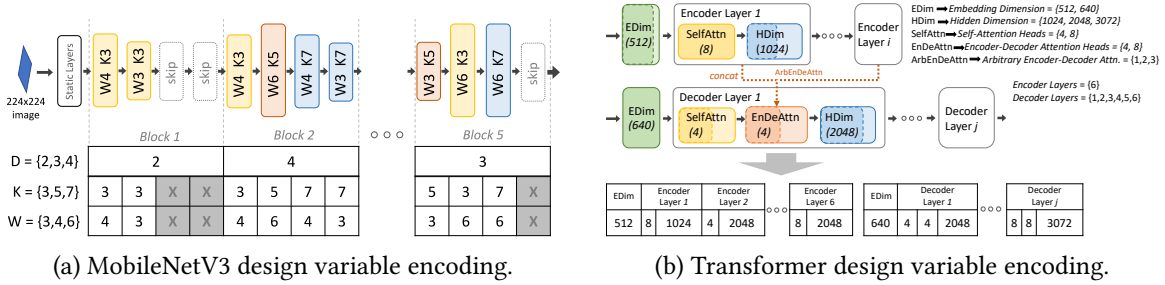 224x224
image
Static Layers
W4 K3
W3 K3
skip
skip
W4 K3
W6 K5
W4 K7
W3 K7
W3 K5
W6 K3
W6 K7
skip
Block 1
Block 2
Block 5
D = {2,3,4}
2
4
3
K = {3,5,7}
3 3 X X 3 5 7 7
5 3 7 X
W = {3,4,6}
4 3 X X 4 6 4 3
3 6 6 X
(a) MobileNetV3 design variable encoding.
EDim
(512)
Encoder Layer 1
SelfAttn
(8)
HDim
(1024)
Encoder
Layer i
EDim ➞ Embedding Dimension = {512, 640}
HDim ➞ Hidden Dimension = {1024, 2048, 3072}
SelfAttn ➞ Self-Attention Heads = {4, 8}
EnDeAttn ➞ Encoder-Decoder Attention Heads = {4, 8}
ArbEnDeAttn ➞ Arbitrary Encoder-Decoder Attn. = {1,2,3}
concat
ArbEnDeAttn
Encoder Layers = {6}
Decoder Layers = {1,2,3,4,5,6}
EDim
(640)
Decoder Layer 1
SelfAttn
(4)
EnDeAttn
(4)
HDim
(2048)
Decoder
Layer j
EDim
Encoder
Layer 1
Encoder
Layer 2
Encoder
Layer 6
EDim
Decoder
Layer 1
Decoder
Layer j
512 8 1024 4 2048
8 2048
640 4 4 2048
8 8 3072
(b) Transformer design variable encoding.